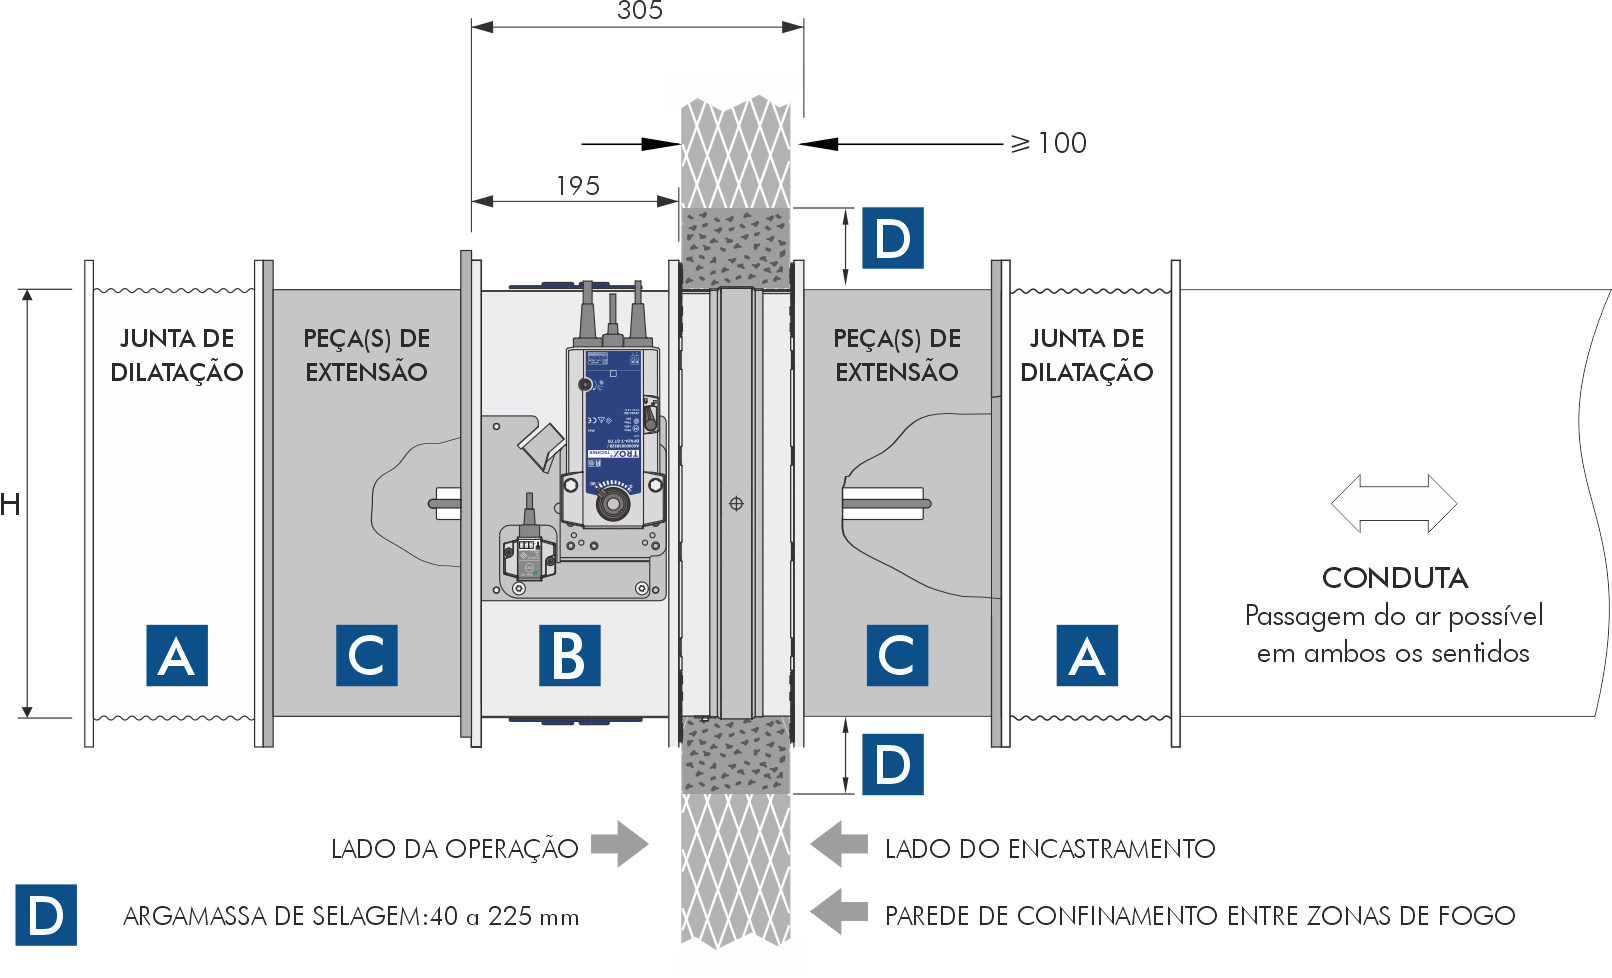 305
≥ 100
195
D
JUNTA DE
DILATAÇÃO
PEÇA(S) DE
EXTENSÃO
PEÇA(S) DE
EXTENSÃO
JUNTA DE
DILATAÇÃO
TROX
TECHNIK
H
CONDUTA
Passagem do ar possível
em ambos os sentidos
A
C
B
C
A
D
LADO DA OPERAÇÃO
LADO DO ENCASTRAMENTO
D
ARGAMASSA DE SELAGEM:40 a 225 mm
PAREDE DE CONFINAMENTO ENTRE ZONAS DE FOGO